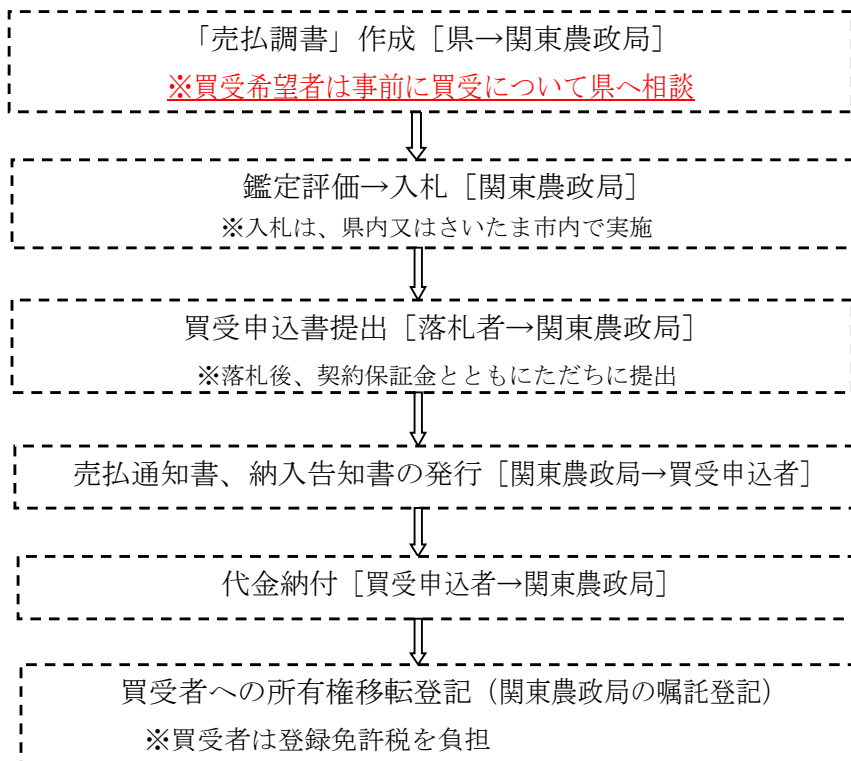 「売払調書」作成［県→関東農政局］
※買受希望者は事前に買受について県へ相談
鑑定評価→入札［関東農政局］
※入札は、県内又はさいたま市内で実施
買受申込書提出［落札者→関東農政局］
※落札後、契約保証金とともにただちに提出
売払通知書、納入告知書の発行［関東農政局→買受申込者］
代金納付［買受申込者→関東農政局］
買受者への所有権移転登記（関東農政局の嘱託登記）
※買受者は登録免許税を負担